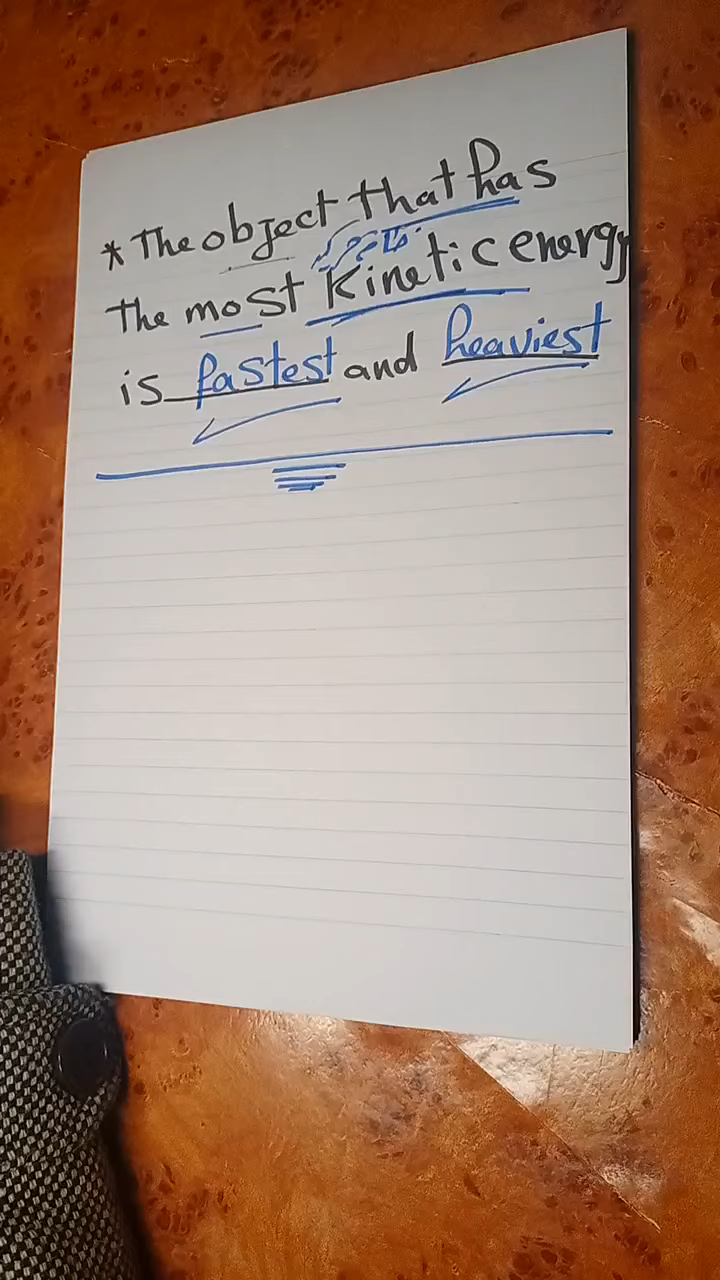 * The object that has
The most Kinetic energy
is fastest and heaviest